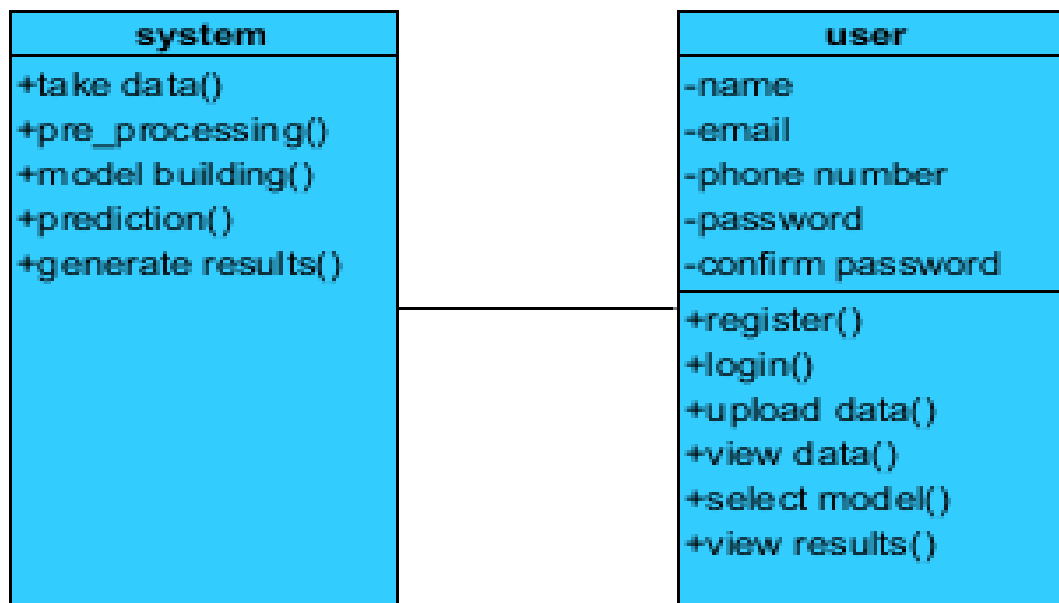 system
+take data()
+pre_processing()
+model building()
+prediction()
+generate results()
user
-name
-email
-phone number
-password
-confirm password
+register()
+login()
+upload data()
+view data()
+select model()
+view results()